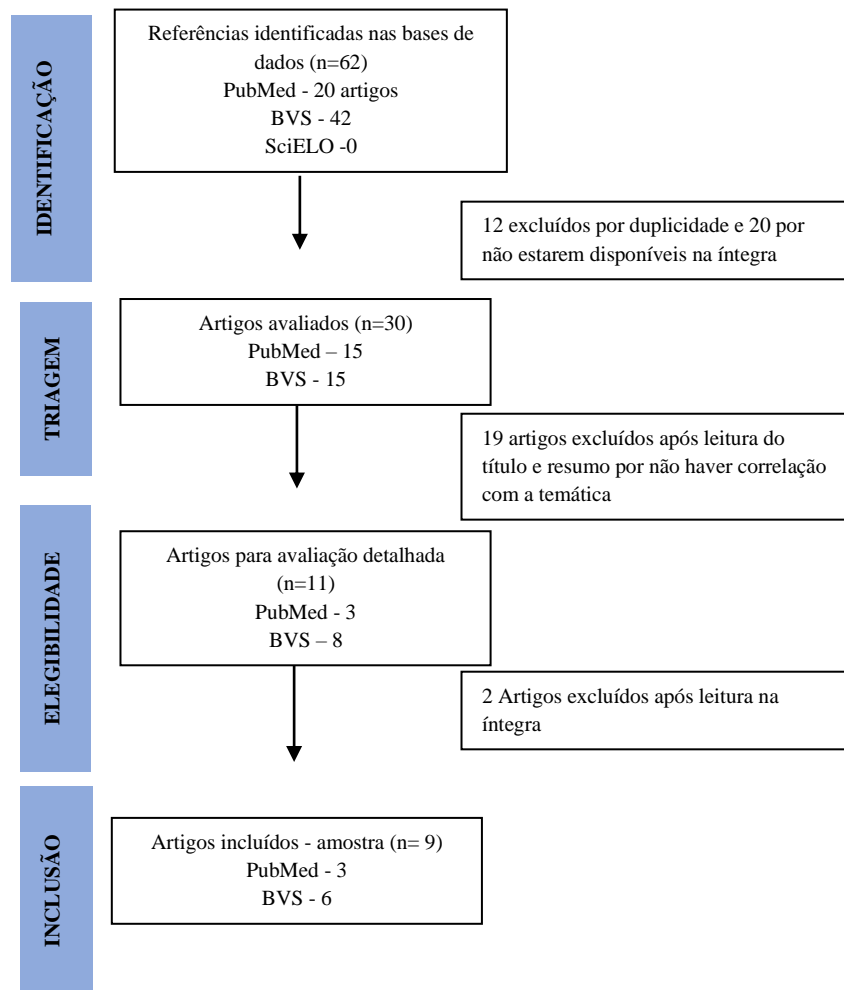 IDENTIFICAÇÃO
Referências identificadas nas bases de
dados (n=62)
PubMed - 20 artigos
BVS - 42
SciELO -0
12 excluídos por duplicidade e 20 por
não estarem disponíveis na íntegra
TRIAGEM
Artigos avaliados (n=30)
PubMed – 15
BVS - 15
19 artigos excluídos após leitura do
título e resumo por não haver correlação
com a temática
ELEGIBILIDADE
Artigos para avaliação detalhada
(n=11)
PubMed - 3
BVS – 8
2 Artigos excluídos após leitura na
íntegra
INCLUSÃO
Artigos incluídos - amostra (n= 9)
PubMed - 3
BVS - 6